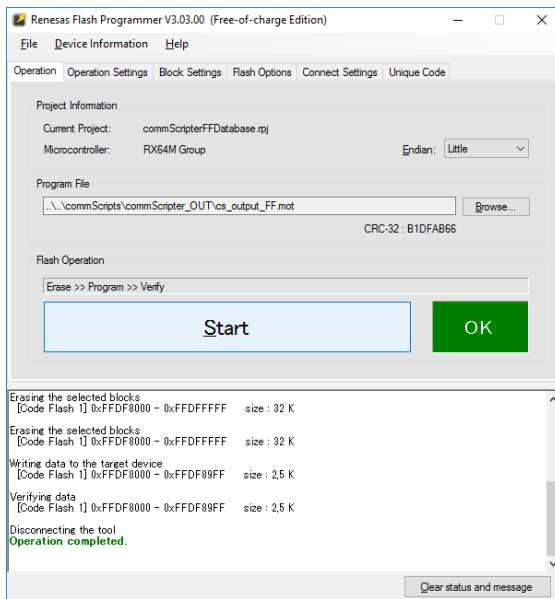 Renesas Flash Programmer V3.03.00 (Free-of-charge Edition)
File Device Information Help
Operation Operation Settings Block Settings Flash Options Connect Settings Unique Code
Project Information
Current Project: commScripterFFDatabase.rpj
Microcontroller: RX64M Group Endian: Little
Program File
..\..\commScripts\commScripter_OUT\cs_output_FF.mot Browse...
CRC-32 : B1DFAB66
Flash Operation
Erase >> Program >> Verify
Start OK
Erasing the selected blocks
[Code Flash 1] 0xFFDF8000 - 0xFFDFFFFF size : 32 K
Erasing the selected blocks
[Code Flash 1] 0xFFDF8000 - 0xFFDFFFFF size : 32 K
Writing data to the target device
[Code Flash 1] 0xFFDF8000 - 0xFFDF89FF size : 2,5 K
Verifying data
[Code Flash 1] 0xFFDF8000 - 0xFFDF89FF size : 2,5 K
Disconnecting the tool
Operation completed.
Clear status and message